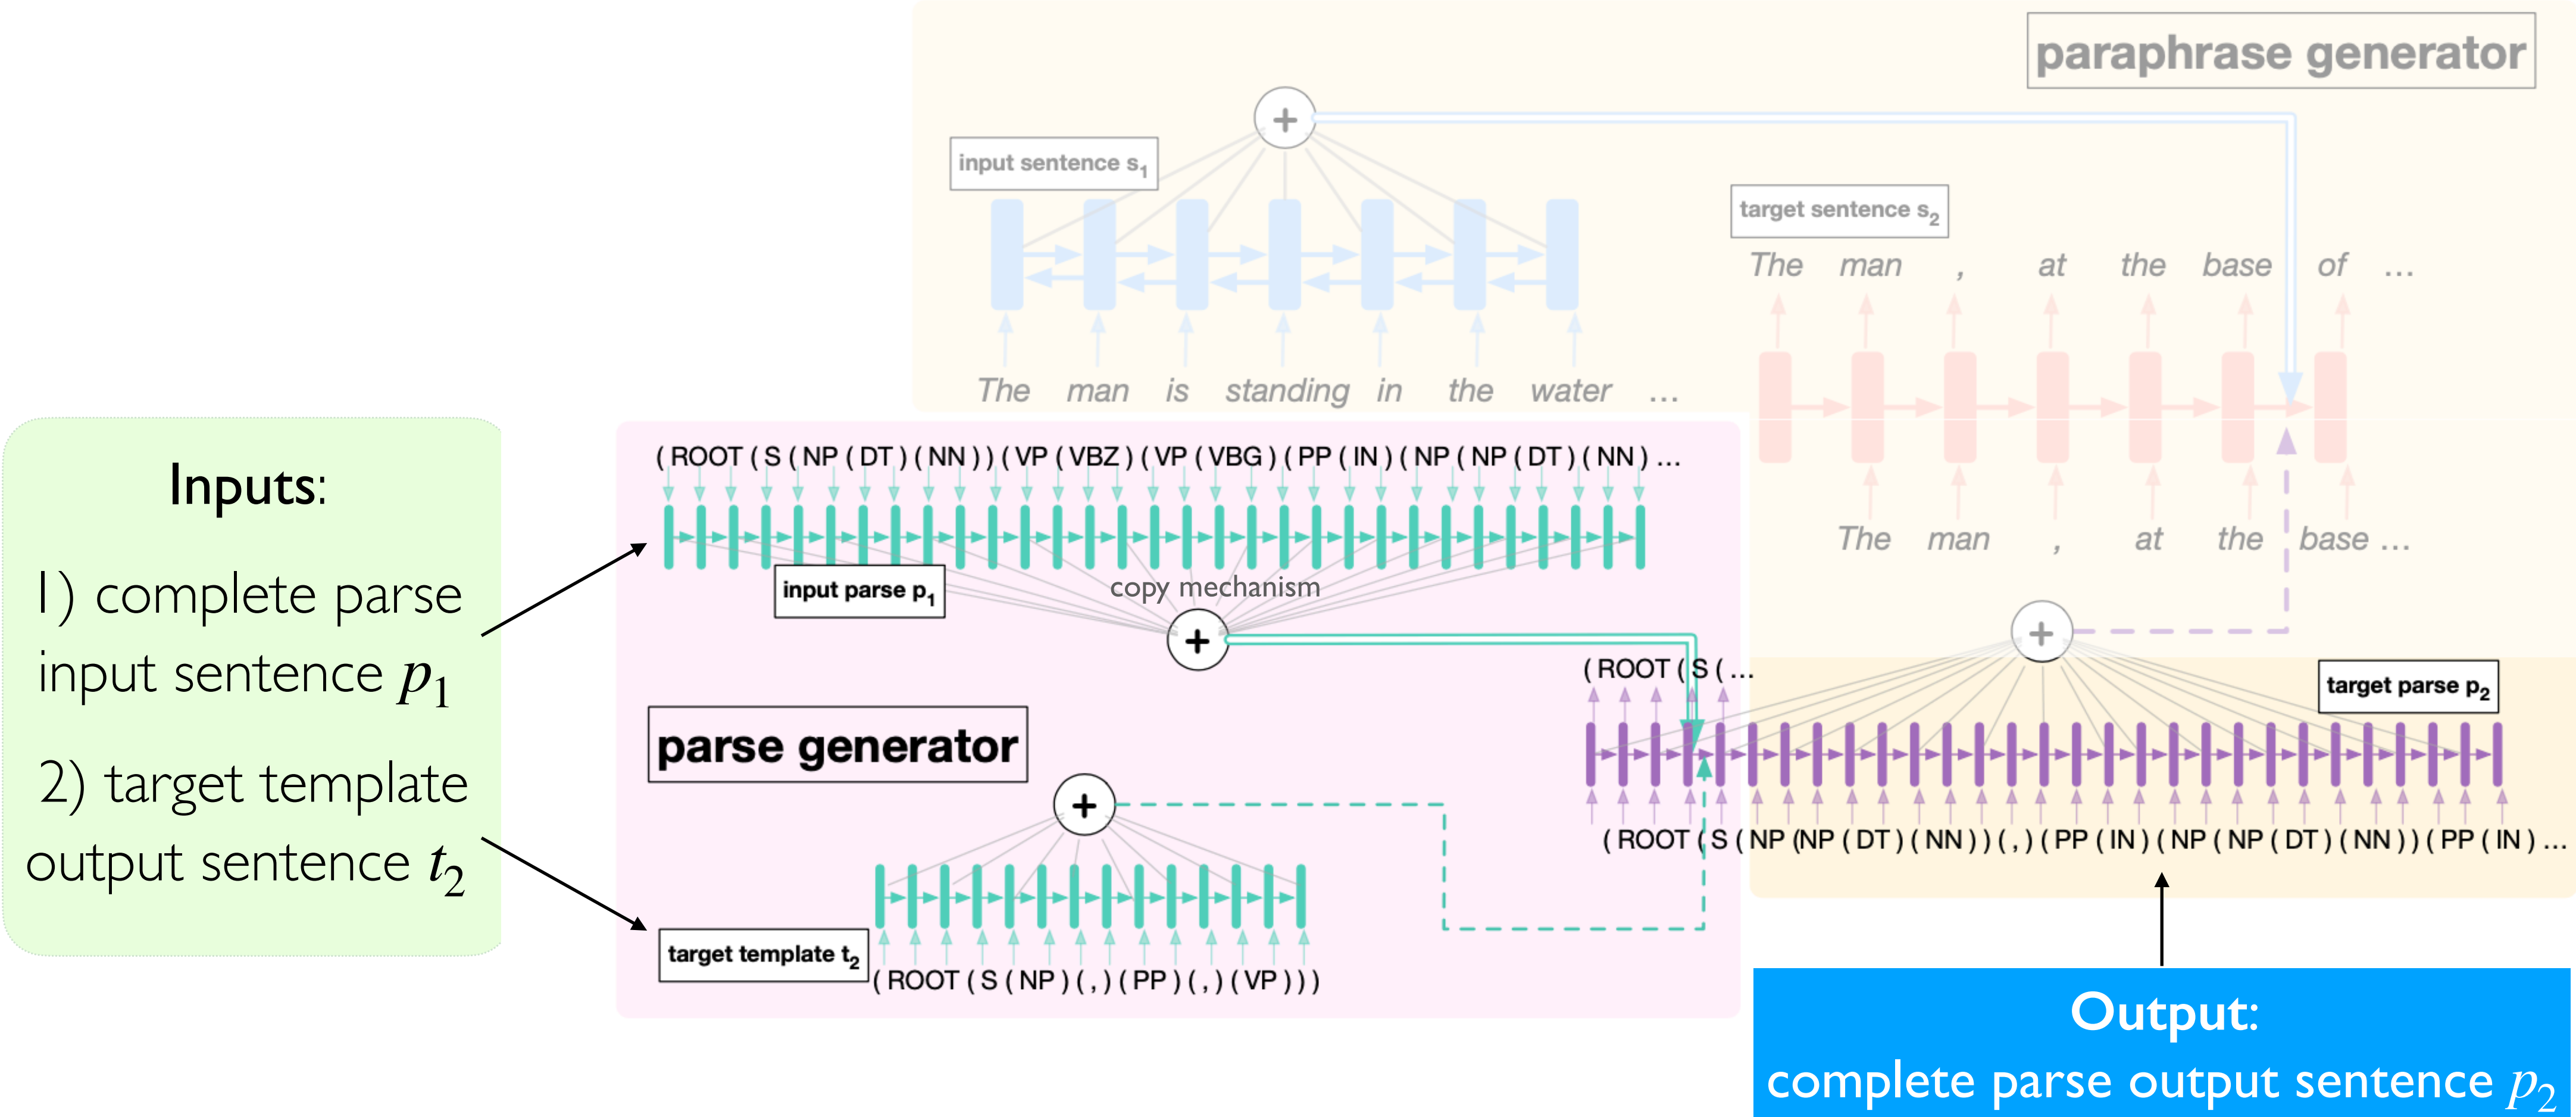 paraphrase generator
input sentence s1
target sentence s2
The man , at the base of ...
The man is standing in the water ...
The man , at the base ...
Inputs:
1) complete parse
input sentence p1
2) target template
output sentence t2
( ROOT ( S ( NP ( DT ) ( NN ) ) ( VP ( VBZ ) ( VP ( VBG ) ( PP ( IN ) ( NP ( NP ( DT ) ( NN ) ...
input parse p1
copy mechanism
parse generator
( ROOT ( S ( ...
target parse p2
( ROOT ( S ( NP (NP ( DT ) ( NN ) ) ( , ) ( PP ( IN ) ( NP ( NP ( DT ) ( NN ) ) ( PP ( IN ) ...
target template t2
( ROOT ( S ( NP ) ( , ) ( PP ) ( , ) ( VP ) ) )
Output:
complete parse output sentence p2